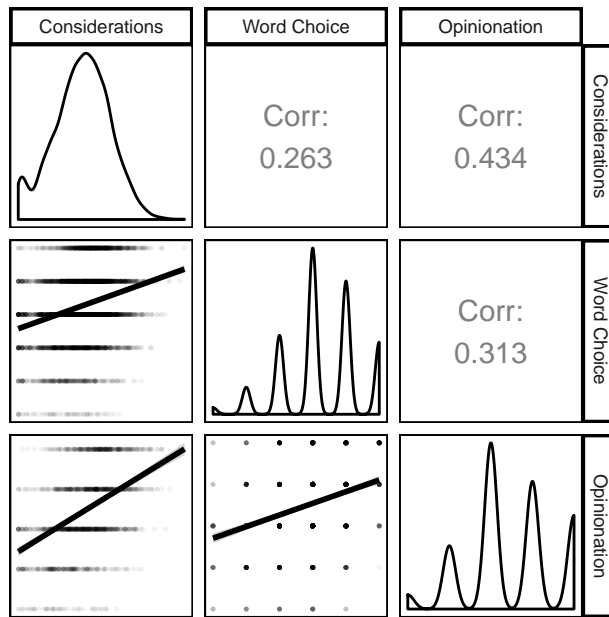 Considerations
Word Choice
Opinionation
Corr:
0.263
Corr:
0.434
Considerations
Corr:
0.313
Word Choice
Opinionation